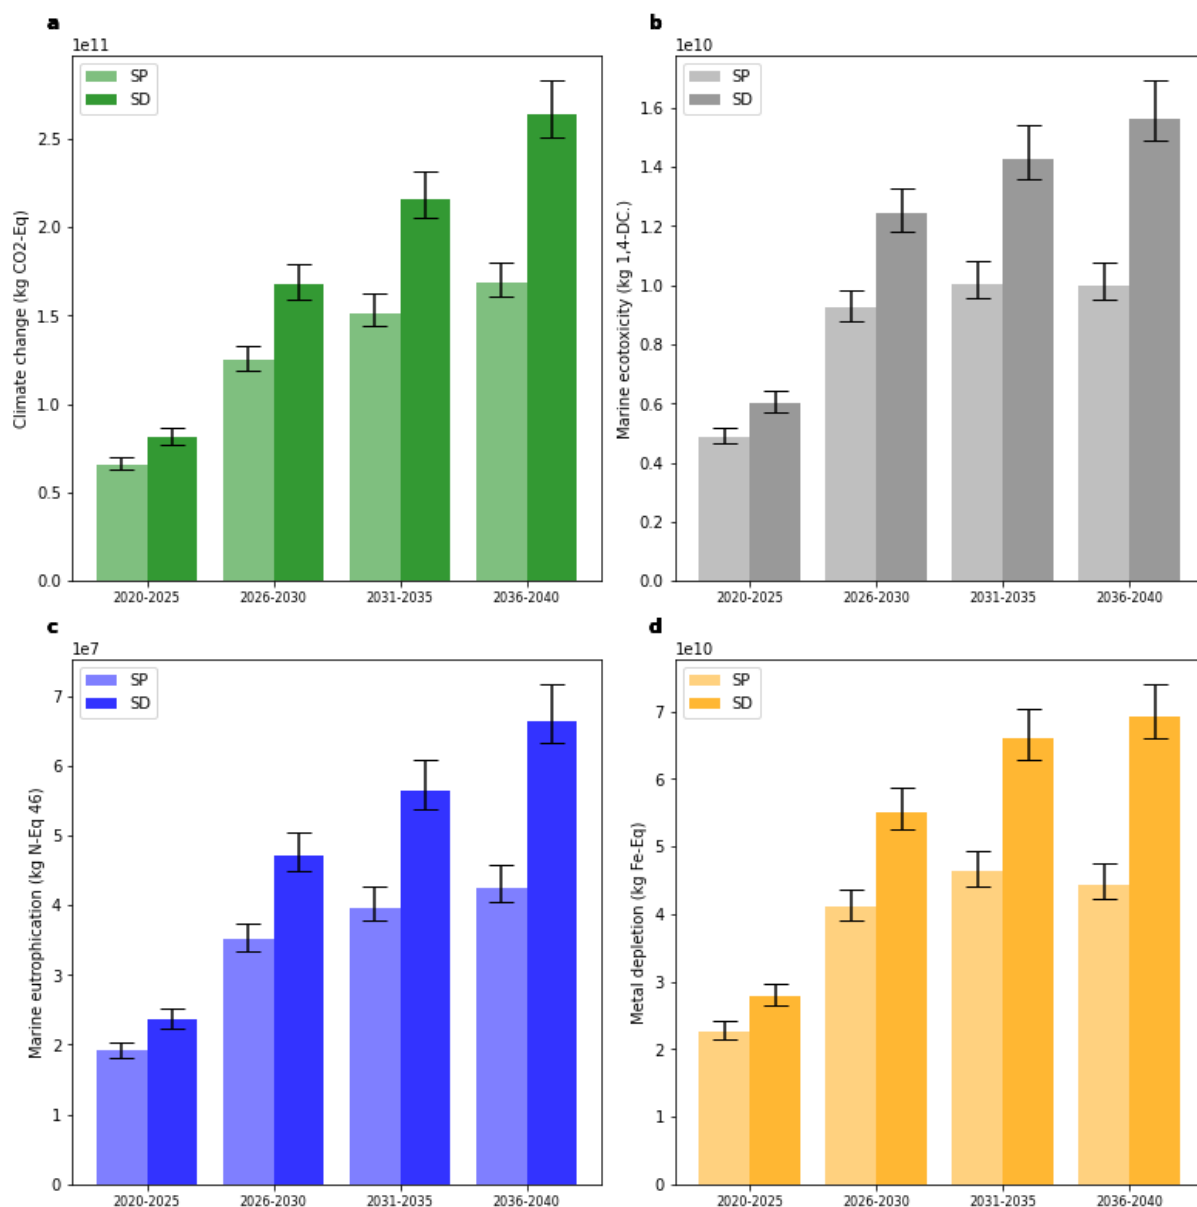 a
1e11
SP
SD
Climate change (kg CO2-Eq)
2.5
2.0
1.5
1.0
0.5
0.0
2020-2025 2026-2030 2031-2035 2036-2040
b
1e10
SP
SD
Marine ecotoxicity (kg 1,4-DC.)
1.6
1.4
1.2
1.0
0.8
0.6
0.4
0.2
0.0
2020-2025 2026-2030 2031-2035 2036-2040
c
1e7
SP
SD
Marine eutrophication (kg N-Eq 46)
7
6
5
4
3
2
1
0
2020-2025 2026-2030 2031-2035 2036-2040
d
1e10
SP
SD
Metal depletion (kg Fe-Eq)
7
6
5
4
3
2
1
0
2020-2025 2026-2030 2031-2035 2036-2040